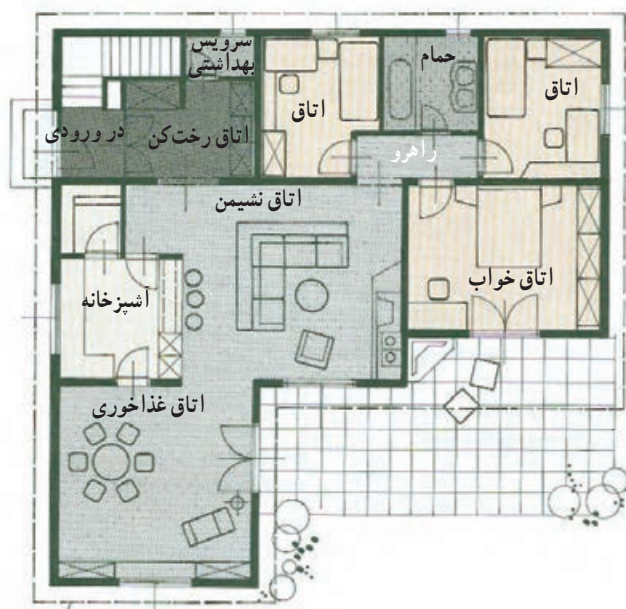 سرویس
بهداشتی
حمام
اتاق
اتاق
در ورودی
اتاق رخت‌کن
راهرو
اتاق نشیمن
اتاق خواب
آشپزخانه
اتاق غذاخوری